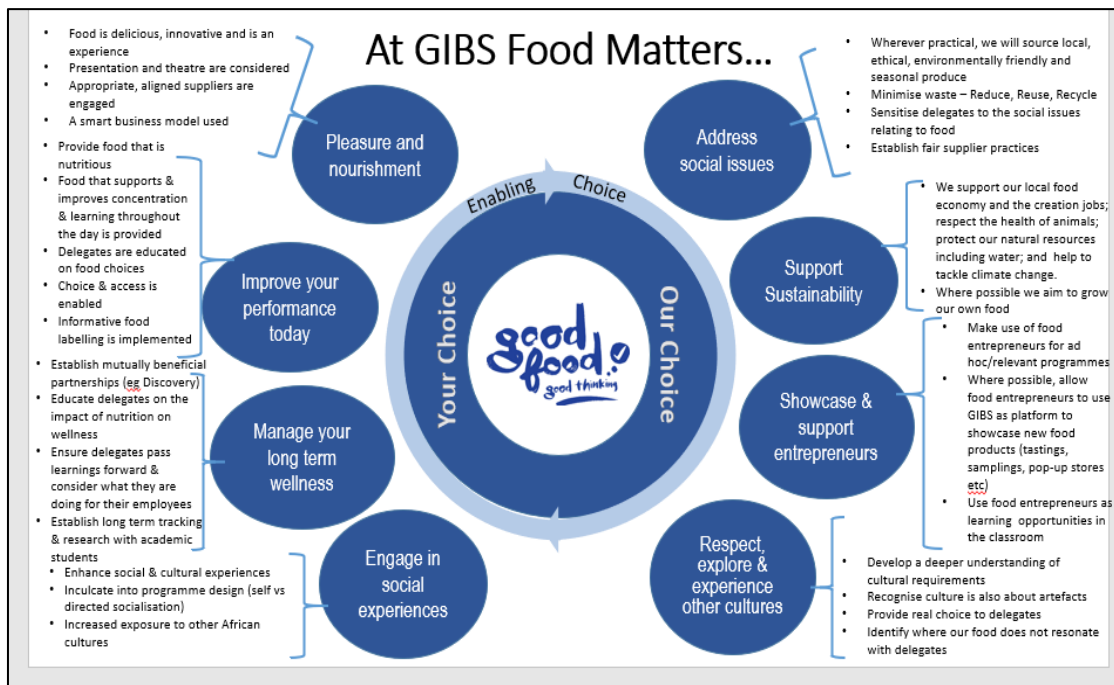 At GIBS Food Matters...
• Food is delicious, innovative and is an
experience
• Presentation and theatre are considered
• Appropriate, aligned suppliers are
engaged
• A smart business model used
Pleasure and
nourishment
• Provide food that is
nutritious
• Food that supports &
improves concentration
& learning throughout
the day is provided
• Delegates are educated
on food choices
• Choice & access is
enabled
• Informative food
labelling is implemented
Improve your
performance
today
• Establish mutually beneficial
partnerships (eg Discovery)
• Educate delegates on the
impact of nutrition on
wellness
• Ensure delegates pass
learnings forward &
consider what they are
doing for their employees
• Establish long term tracking
& research with academic
students
Manage your
long term
wellness
• Enhance social & cultural experiences
• Inculcate into programme design (self vs
directed socialisation)
• Increased exposure to other African
cultures
Engage in
social
experiences
Enabling Choice
Your Choice
Our Choice
good
food!
good thinking
Address
social issues
• Wherever practical, we will source local,
ethical, environmentally friendly and
seasonal produce
• Minimise waste – Reduce, Reuse, Recycle
• Sensitise delegates to the social issues
relating to food
• Establish fair supplier practices
Support
Sustainability
• We support our local food
economy and the creation jobs;
respect the health of animals;
protect our natural resources
including water; and help to
tackle climate change.
• Where possible we aim to grow
our own food
Showcase &
support
entrepreneurs
• Make use of food
entrepreneurs for ad
hoc/relevant programmes
• Where possible, allow
food entrepreneurs to use
GIBS as platform to
showcase new food
products (tastings,
samplings, pop-up stores
etc)
• Use food entrepreneurs as
learning opportunities in
the classroom
Respect,
explore &
experience
other cultures
• Develop a deeper understanding of
cultural requirements
• Recognise culture is also about artefacts
• Provide real choice to delegates
• Identify where our food does not resonate
with delegates